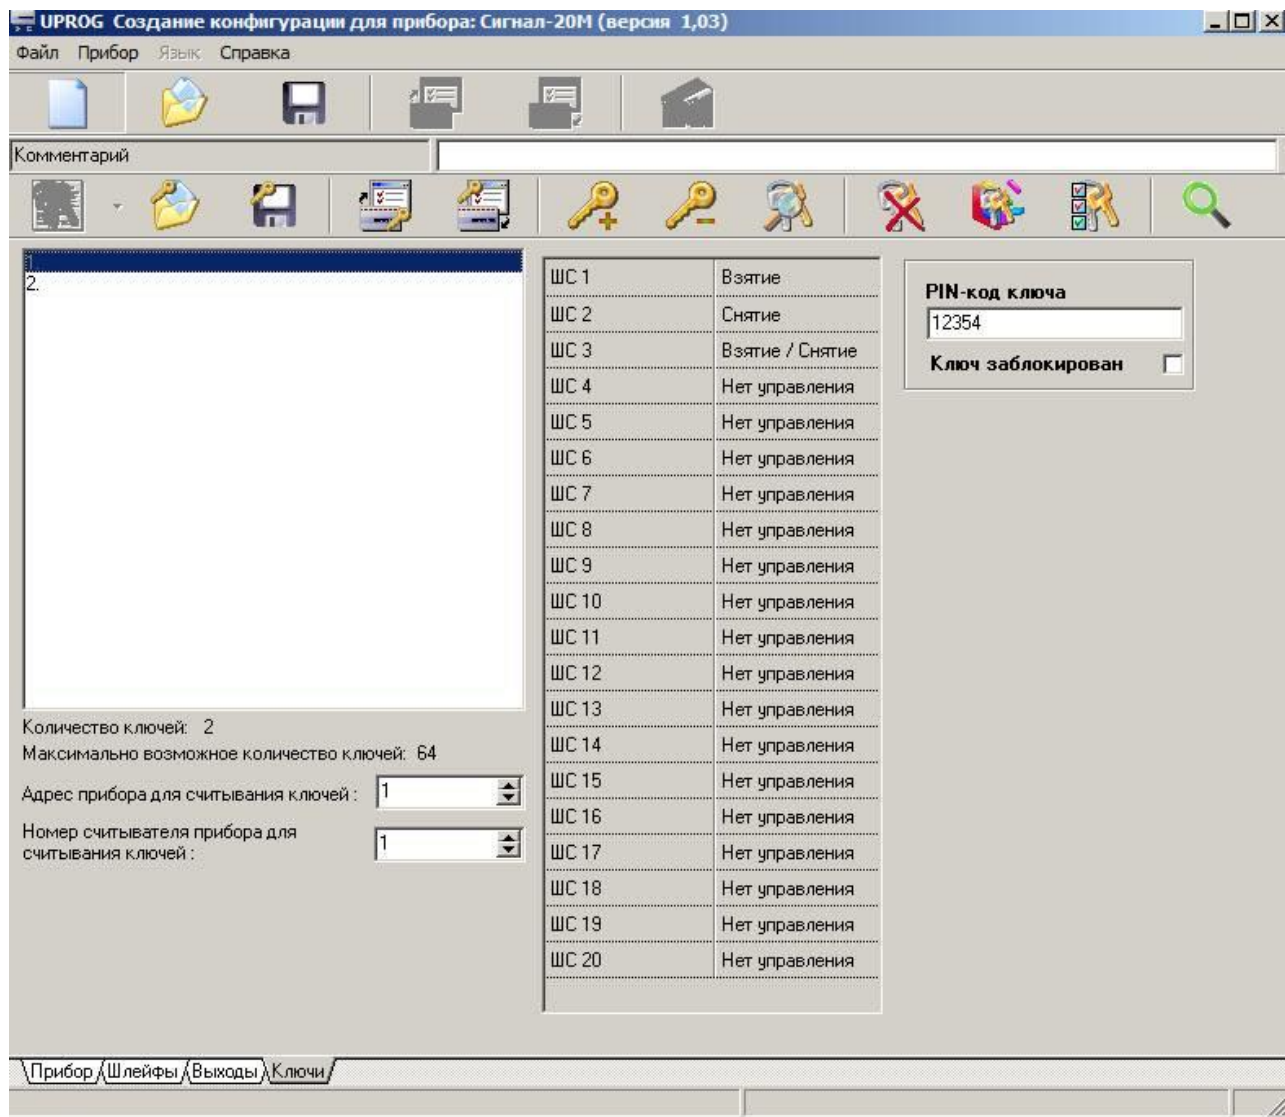 UPROG Создание конфигурации для прибора: Сигнал-20М (версия 1,03)
Файл Прибор Язык Справка
Комментарий
1.
2.
ШС 1 Взятие
ШС 2 Снятие
ШС 3 Взятие / Снятие
ШС 4 Нет управления
ШС 5 Нет управления
ШС 6 Нет управления
ШС 7 Нет управления
ШС 8 Нет управления
ШС 9 Нет управления
ШС 10 Нет управления
ШС 11 Нет управления
ШС 12 Нет управления
ШС 13 Нет управления
ШС 14 Нет управления
ШС 15 Нет управления
ШС 16 Нет управления
ШС 17 Нет управления
ШС 18 Нет управления
ШС 19 Нет управления
ШС 20 Нет управления
PIN-код ключа
12354
Ключ заблокирован
Количество ключей: 2
Максимально возможное количество ключей: 64
Адрес прибора для считывания ключей : 1
Номер считывателя прибора для
считывания ключей : 1
Прибор Шлейфы Выходы Ключи